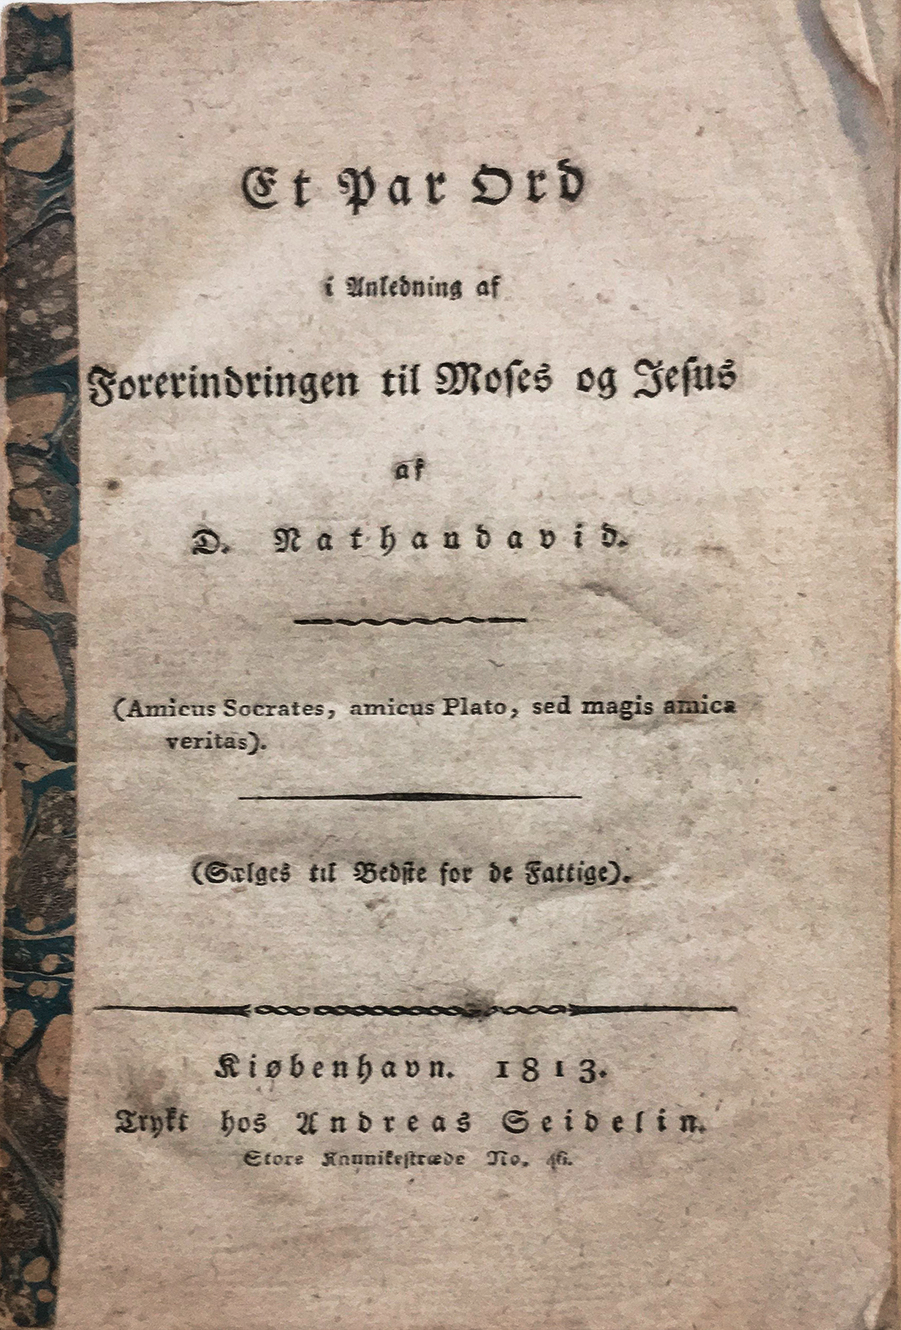 Et Par Ord
i Anledning af
Forerindringen til Moses og Jesus
af
D. Nathandavid.
(Amicus Socrates, amicus Plato, sed magis amica
veritas).
(Sælges til Bedste for de Fattige).
Kiøbenhavn. 1813.
Trykt hos Andreas Seidelin.
Store Kannikestræde No.